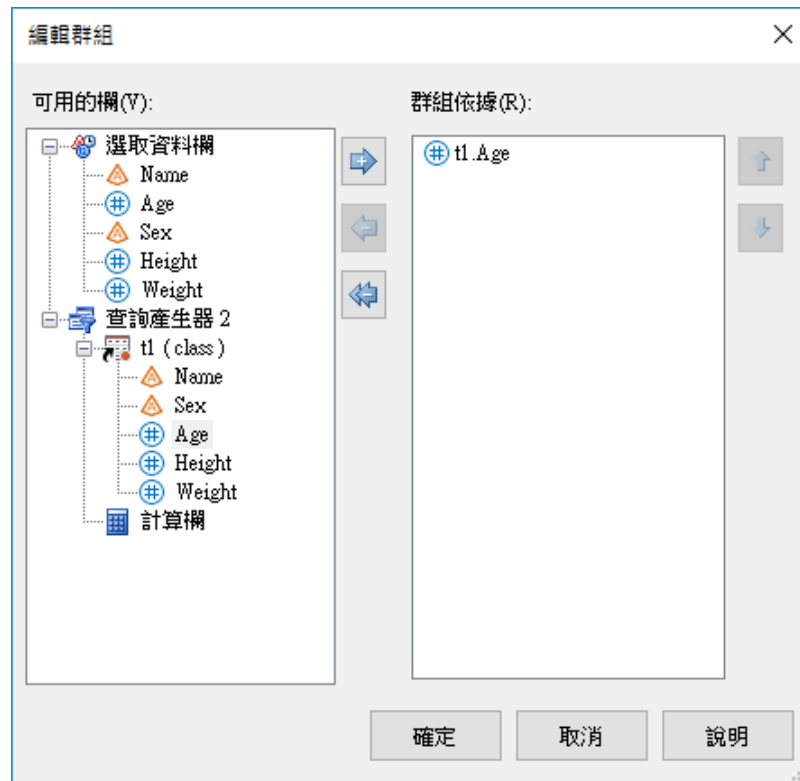 編輯群組
可用的欄(V):
選取資料欄
Name
Age
Sex
Height
Weight
查詢產生器 2
t1 (class)
Name
Sex
Age
Height
Weight
計算欄
群組依據(R):
t1.Age
確定
取消
說明